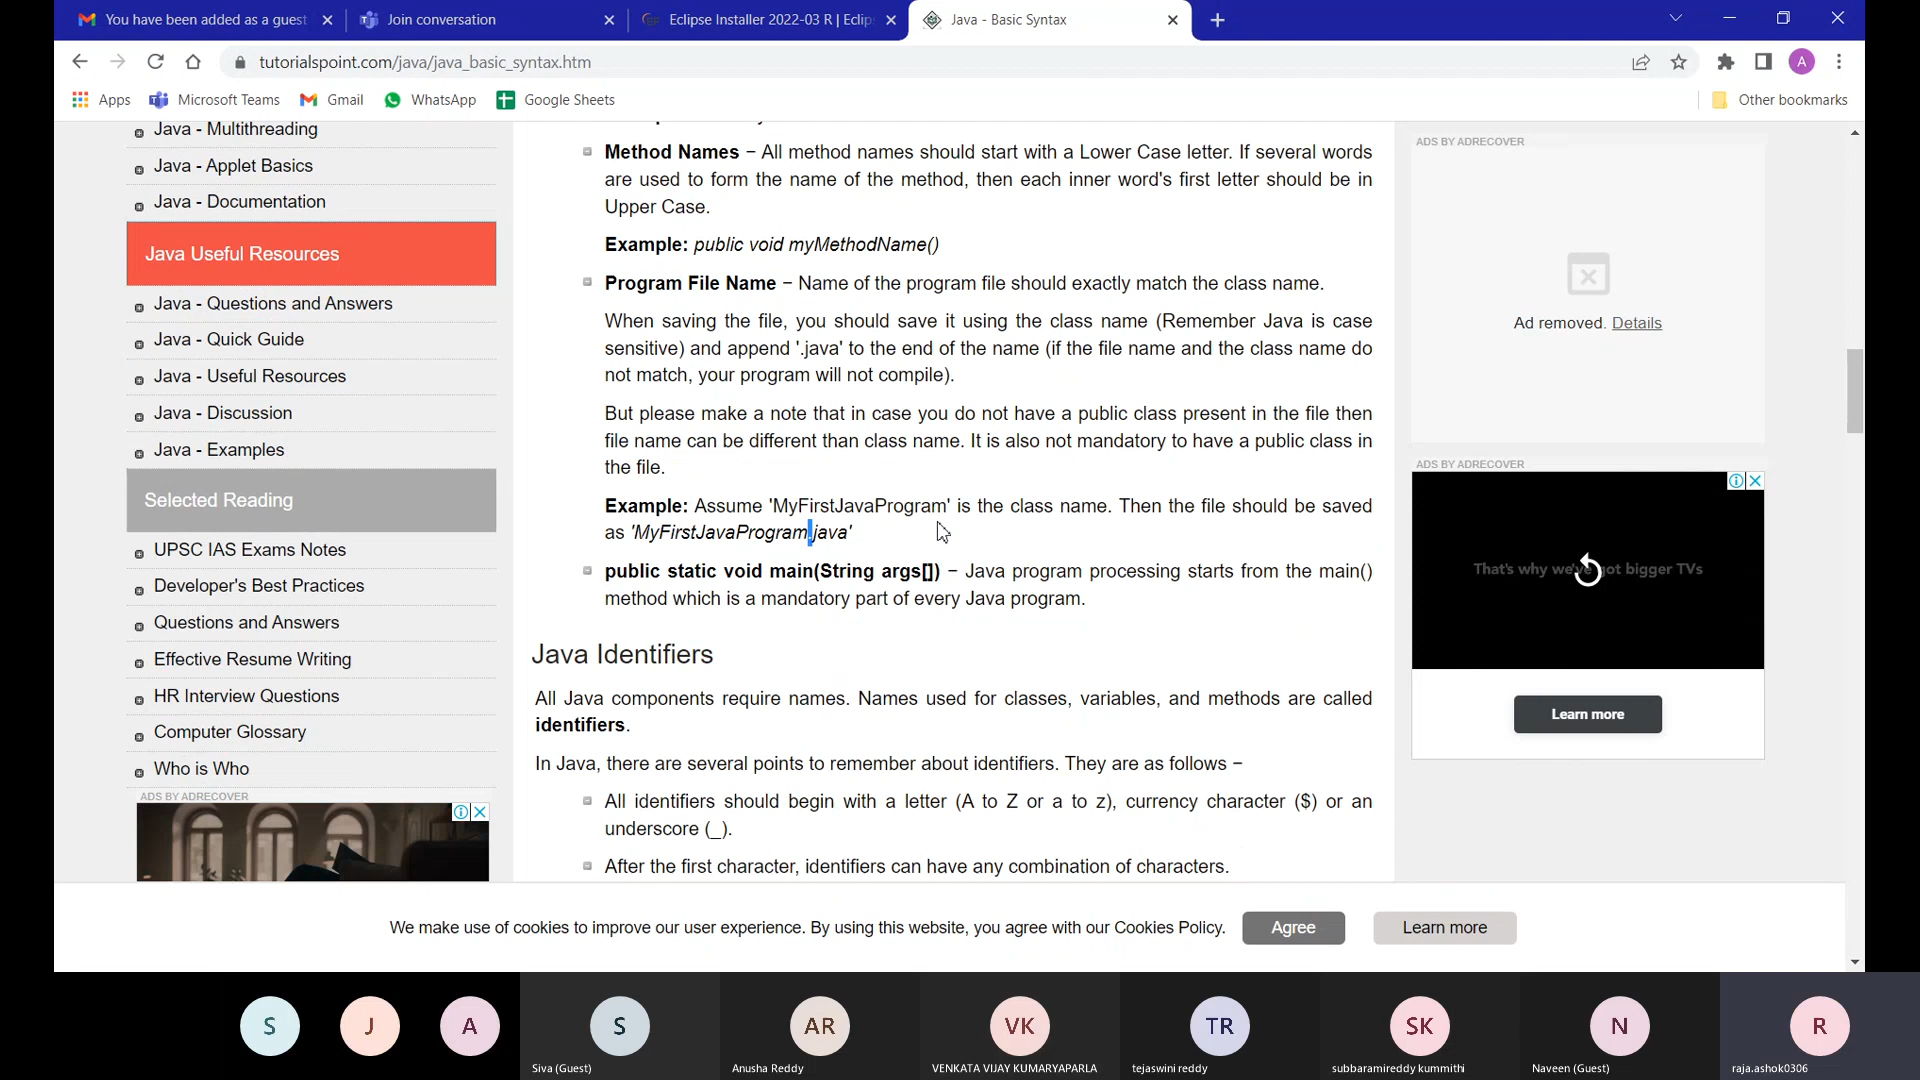 You have been added as a guest
Join conversation
Eclipse Installer 2022-03 R | Eclip
Java - Basic Syntax
tutorialspoint.com/java/java_basic_syntax.htm
A
Apps
Microsoft Teams
Gmail
WhatsApp
Google Sheets
Other bookmarks
Java - Multithreading
Java - Applet Basics
Java - Documentation
Java Useful Resources
Java - Questions and Answers
Java - Quick Guide
Java - Useful Resources
Java - Discussion
Java - Examples
Selected Reading
UPSC IAS Exams Notes
Developer's Best Practices
Questions and Answers
Effective Resume Writing
HR Interview Questions
Computer Glossary
Who is Who
ADS BY ADRECOVER
Method Names − All method names should start with a Lower Case letter. If several words
are used to form the name of the method, then each inner word's first letter should be in
Upper Case.
Example: public void myMethodName()
Program File Name − Name of the program file should exactly match the class name.
When saving the file, you should save it using the class name (Remember Java is case
sensitive) and append '.java' to the end of the name (if the file name and the class name do
not match, your program will not compile).
But please make a note that in case you do not have a public class present in the file then
file name can be different than class name. It is also not mandatory to have a public class in
the file.
Example: Assume 'MyFirstJavaProgram' is the class name. Then the file should be saved
as 'MyFirstJavaProgram.java'
public static void main(String args[]) − Java program processing starts from the main()
method which is a mandatory part of every Java program.
Java Identifiers
All Java components require names. Names used for classes, variables, and methods are called
identifiers.
In Java, there are several points to remember about identifiers. They are as follows −
All identifiers should begin with a letter (A to Z or a to z), currency character ($) or an
underscore (_).
After the first character, identifiers can have any combination of characters.
ADS BY ADRECOVER
Ad removed. Details
ADS BY ADRECOVER
That's why we've got bigger TVs
Learn more
We make use of cookies to improve our user experience. By using this website, you agree with our Cookies Policy.
Agree
Learn more
S
J
A
S
AR
VK
TR
SK
N
R
Siva (Guest)
Anusha Reddy
VENKATA VIJAY KUMARYAPARLA
tejaswini reddy
subbaramireddy kummithi
Naveen (Guest)
raja.ashok0306